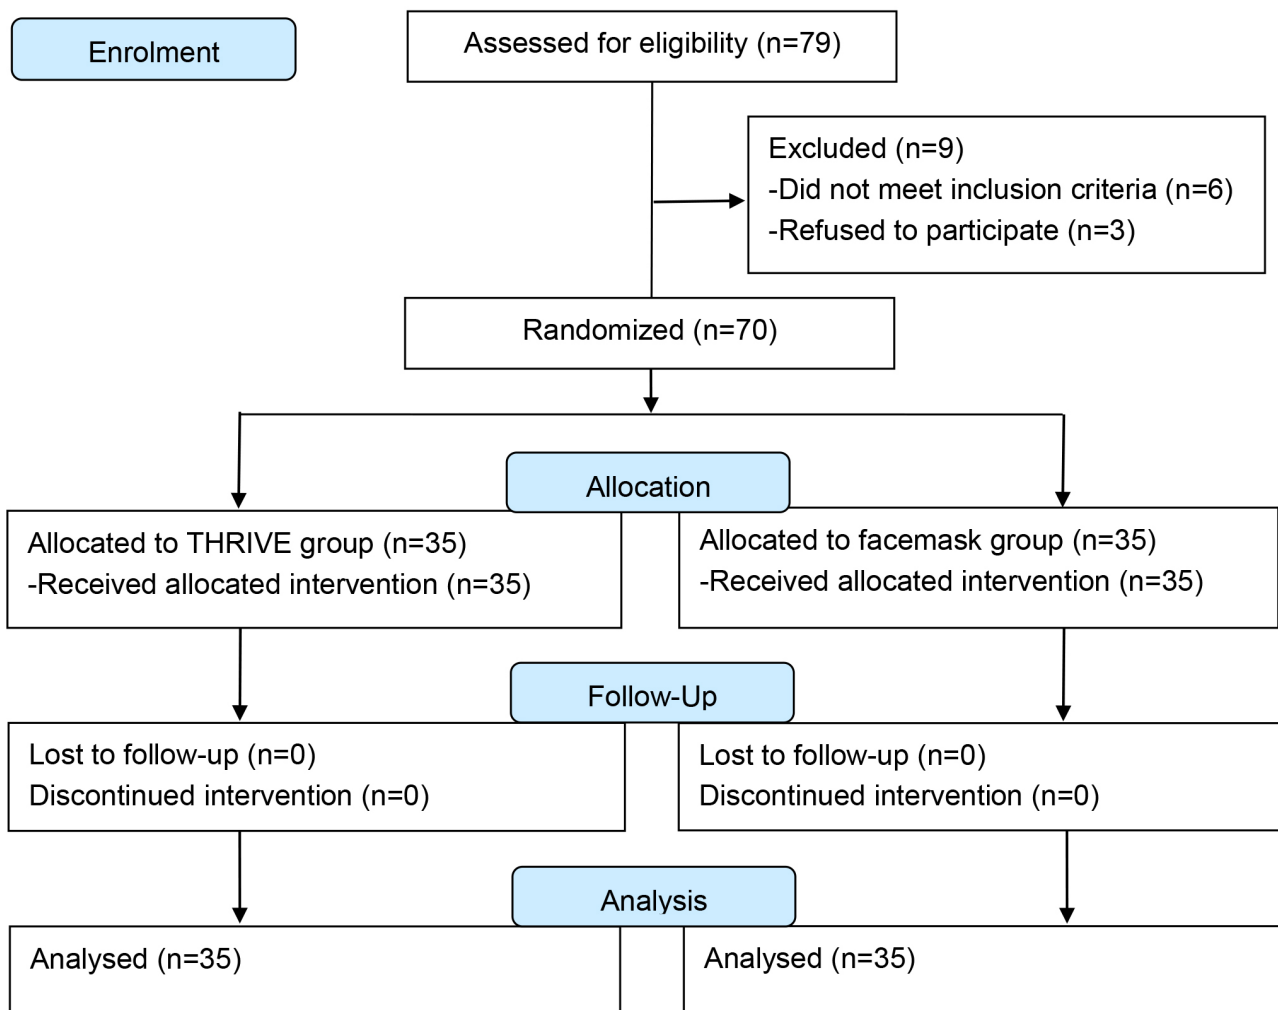 Enrolment
Assessed for eligibility (n=79)
Excluded (n=9)
-Did not meet inclusion criteria (n=6)
-Refused to participate (n=3)
Randomized (n=70)
Allocation
Allocated to THRIVE group (n=35)
-Received allocated intervention (n=35)
Allocated to facemask group (n=35)
-Received allocated intervention (n=35)
Follow-Up
Lost to follow-up (n=0)
Discontinued intervention (n=0)
Lost to follow-up (n=0)
Discontinued intervention (n=0)
Analysis
Analysed (n=35)
Analysed (n=35)